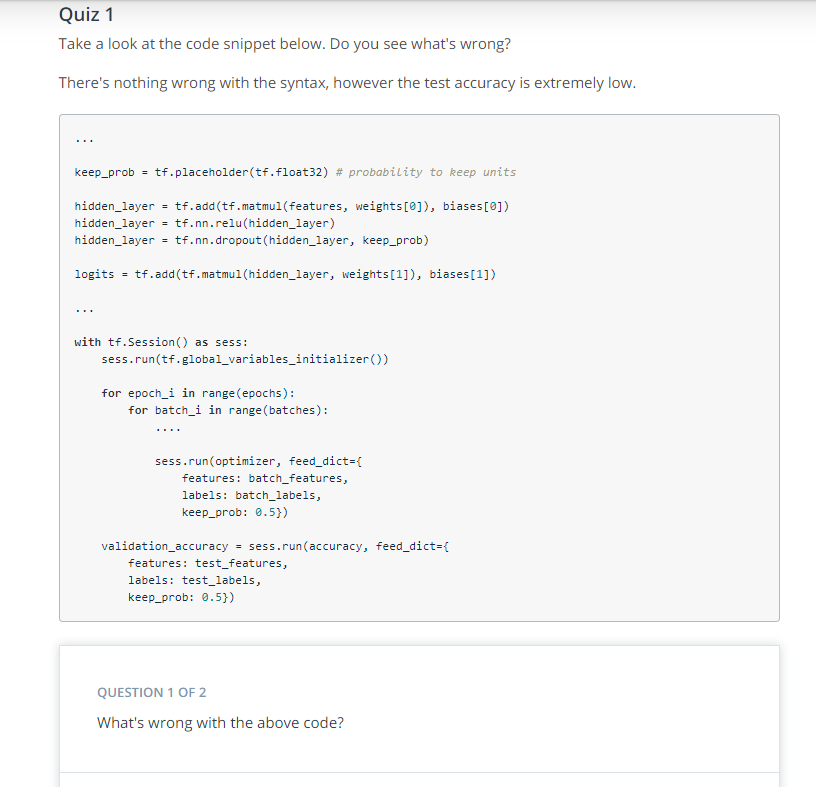 Quiz 1
Take a look at the code snippet below. Do you see what's wrong?
There's nothing wrong with the syntax, however the test accuracy is extremely low.
...
keep_prob = tf.placeholder(tf.float32) # probability to keep units
hidden_layer = tf.add(tf.matmul(features, weights[0]), biases[0])
hidden_layer = tf.nn.relu(hidden_layer)
hidden_layer = tf.nn.dropout(hidden_layer, keep_prob)
logits = tf.add(tf.matmul(hidden_layer, weights[1]), biases[1])
...
with tf.Session() as sess:
    sess.run(tf.global_variables_initializer())
    for epoch_i in range(epochs):
        for batch_i in range(batches):
            ....
            sess.run(optimizer, feed_dict={
                features: batch_features,
                labels: batch_labels,
                keep_prob: 0.5})
    validation_accuracy = sess.run(accuracy, feed_dict={
        features: test_features,
        labels: test_labels,
        keep_prob: 0.5})
QUESTION 1 OF 2
What's wrong with the above code?